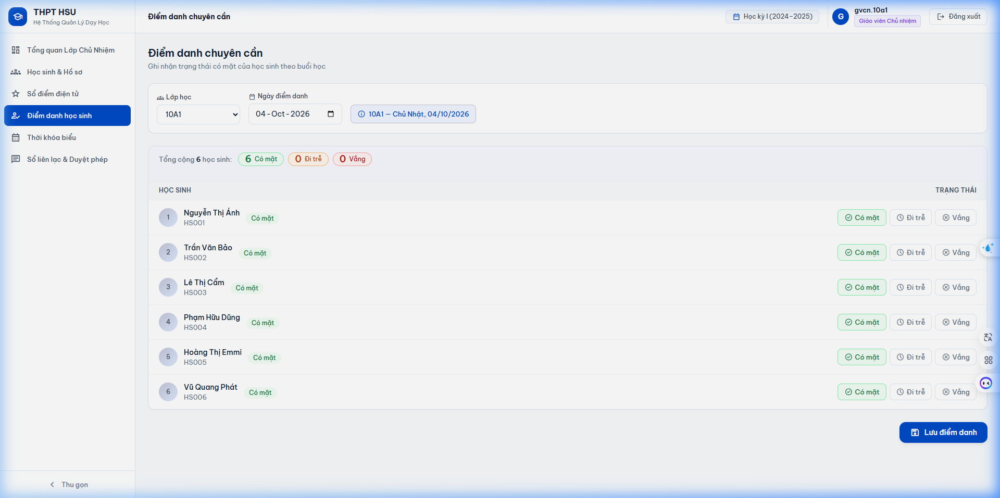 THPT HSU
Hệ Thống Quản Lý Dạy Học
Điểm danh chuyên cần
Học kỳ I (2024-2025)
G
gvcn.10a1
Giáo viên Chủ nhiệm
Đăng xuất
Tổng quan Lớp Chủ Nhiệm
Học sinh & Hồ sơ
Sổ điểm điện tử
Điểm danh học sinh
Thời khóa biểu
Sổ liên lạc & Duyệt phép
Thu gọn
Điểm danh chuyên cần
Ghi nhận trạng thái có mặt của học sinh theo buổi học
Lớp học
10A1
Ngày điểm danh
04-Oct-2026
10A1 — Chủ Nhật, 04/10/2026
Tổng cộng 6 học sinh: 6 Có mặt 0 Đi trễ 0 Vắng
HỌC SINH TRẠNG THÁI
1 Nguyễn Thị Ánh HS001 Có mặt Có mặt Đi trễ Vắng
2 Trần Văn Bảo HS002 Có mặt Có mặt Đi trễ Vắng
3 Lê Thị Cẩm HS003 Có mặt Có mặt Đi trễ Vắng
4 Phạm Hữu Dũng HS004 Có mặt Có mặt Đi trễ Vắng
5 Hoàng Thị Emmi HS005 Có mặt Có mặt Đi trễ Vắng
6 Vũ Quang Phát HS006 Có mặt Có mặt Đi trễ Vắng
Lưu điểm danh